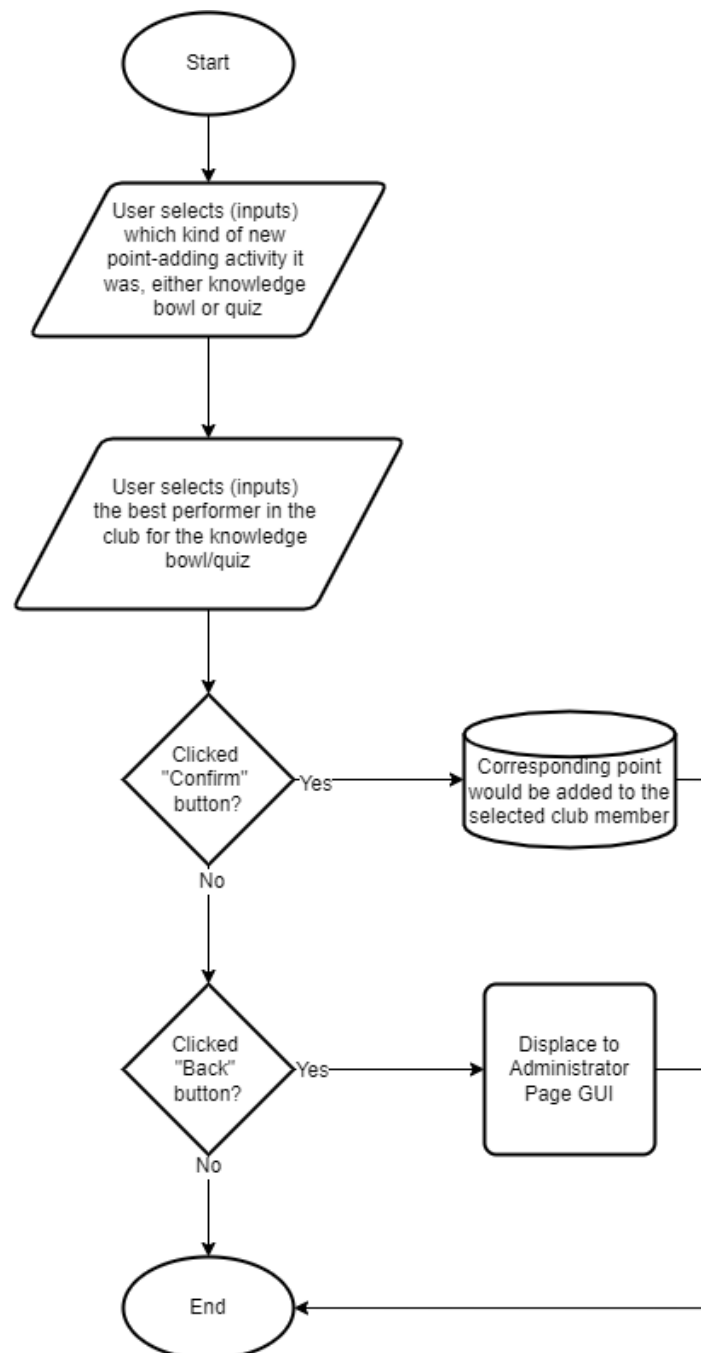 Start
User selects (inputs)
which kind of new
point-adding activity it
was, either knowledge
bowl or quiz
User selects (inputs)
the best performer in the
club for the knowledge
bowl/quiz
Clicked
"Confirm"
button?
Yes
Corresponding point
would be added to the
selected club member
No
Clicked
"Back"
button?
Yes
Displace to
Administrator
Page GUI
No
End